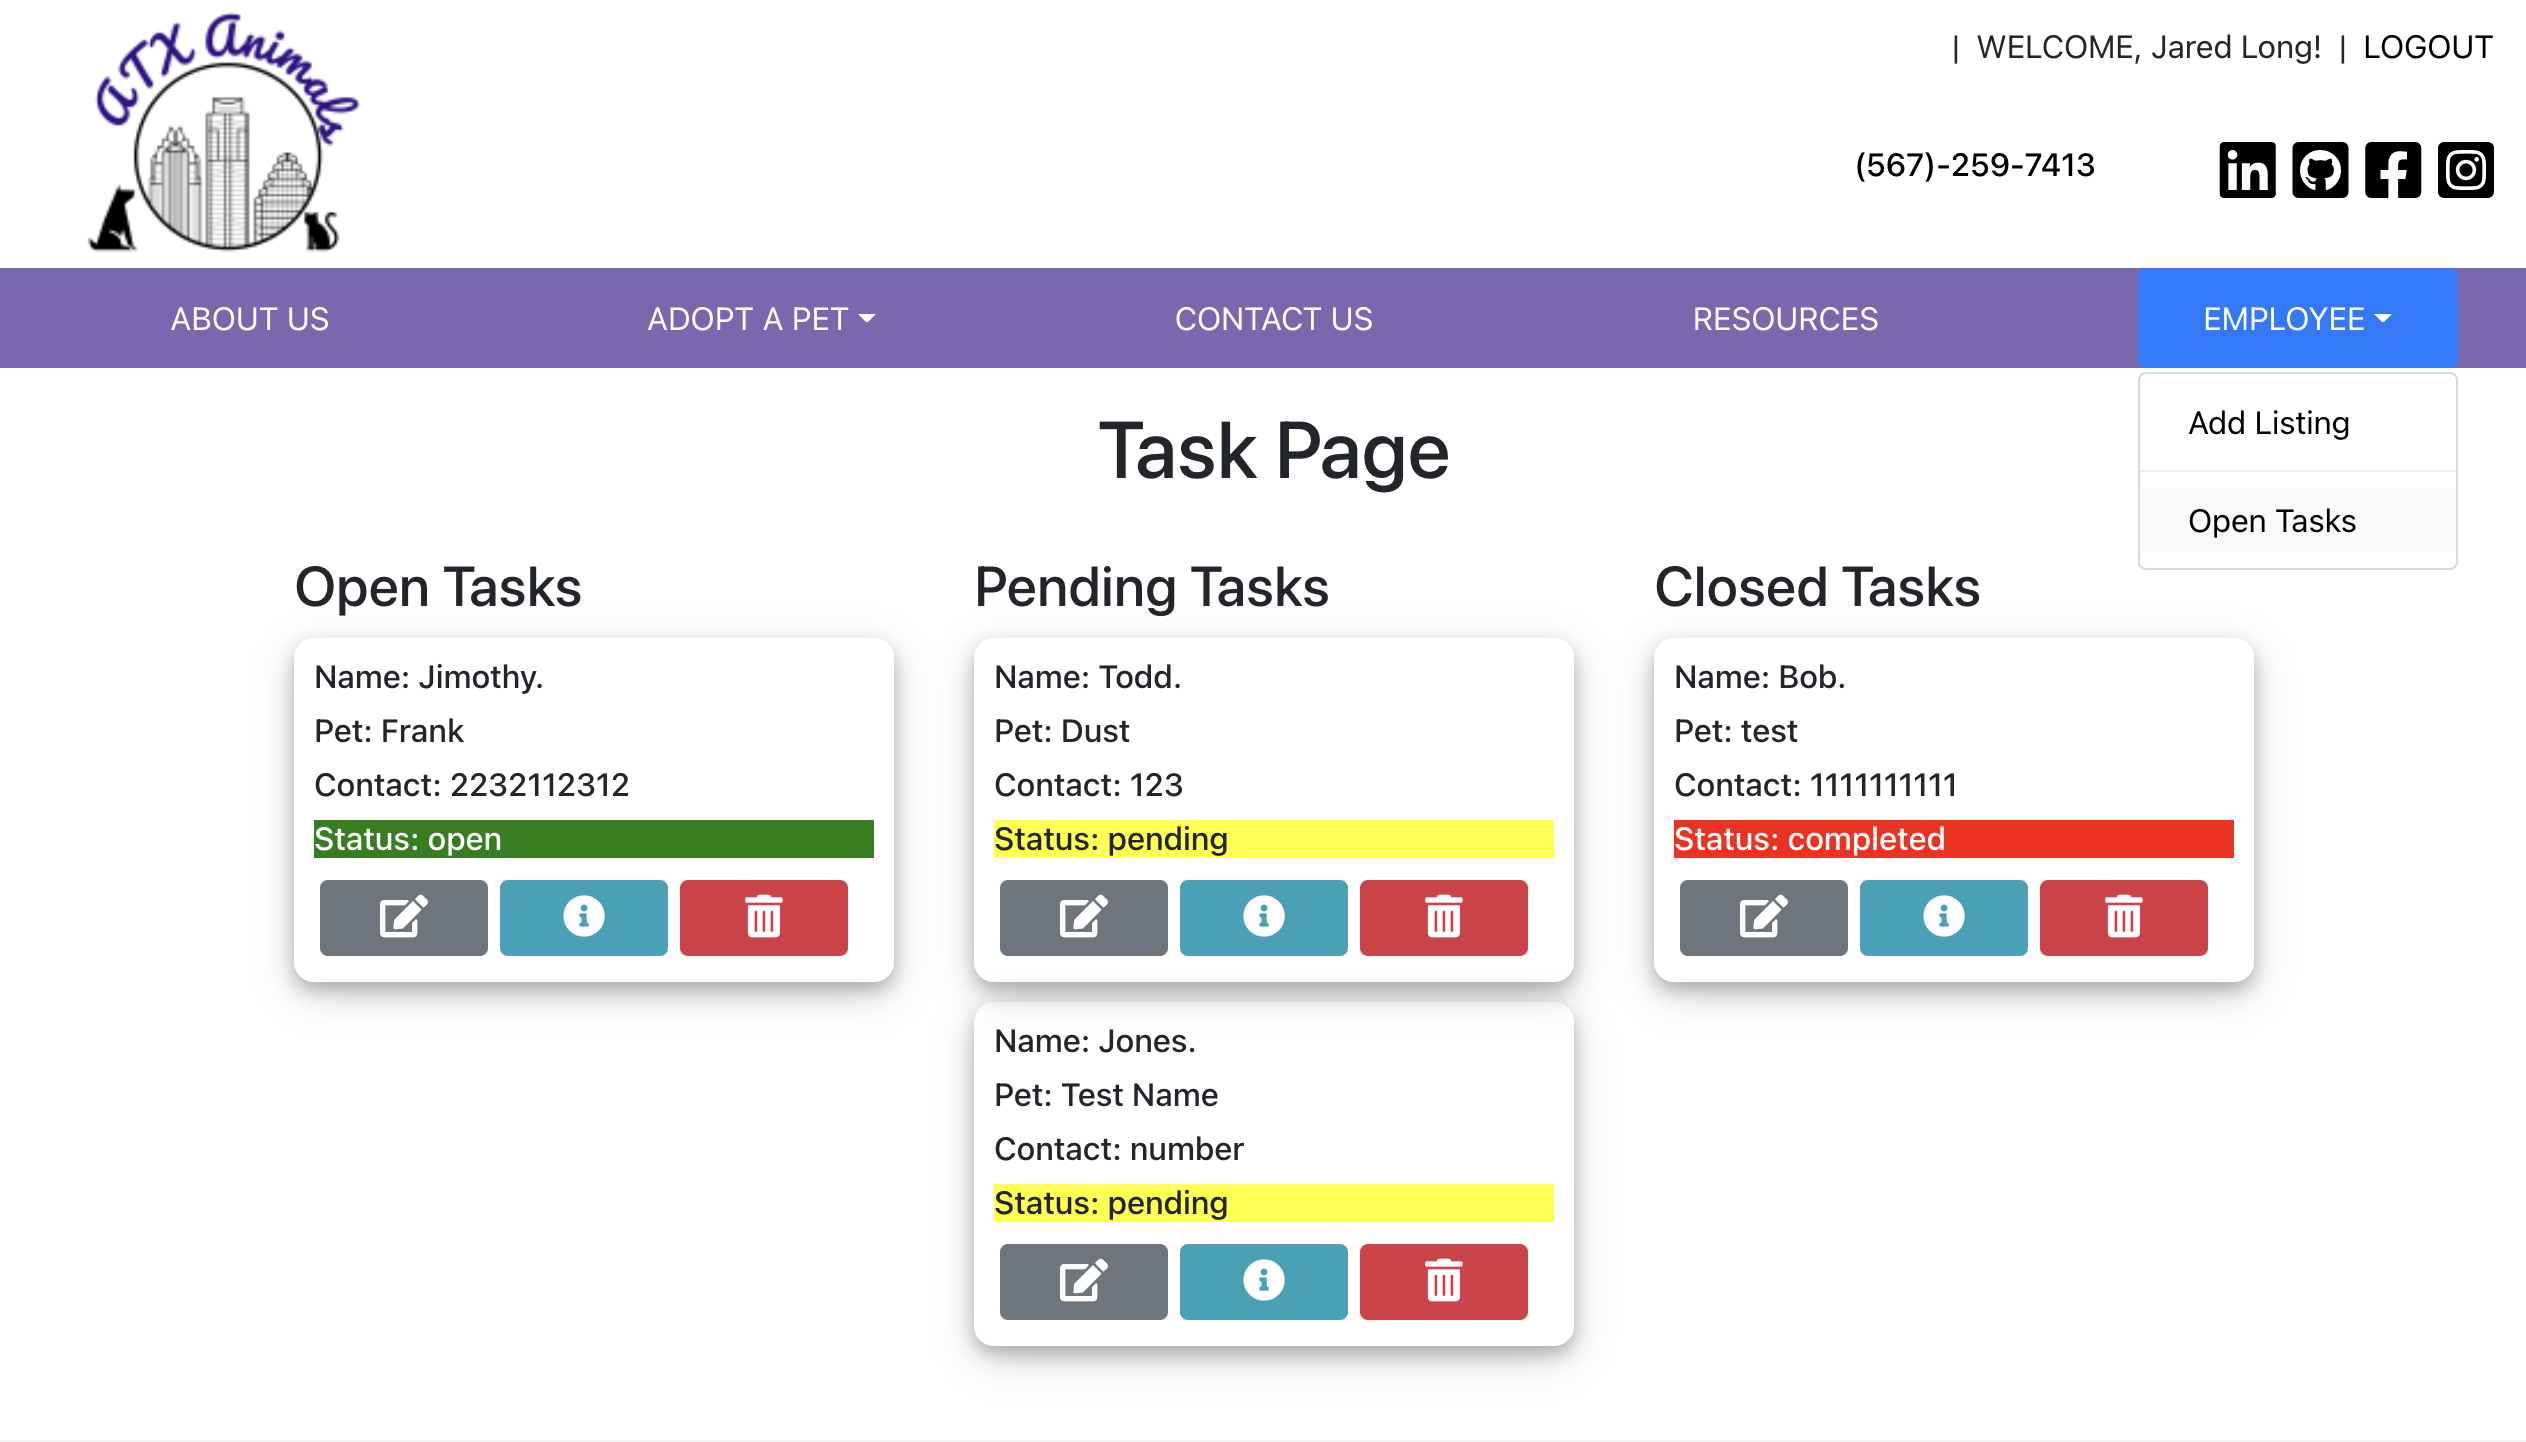 ATX Animals
| WELCOME, Jared Long! | LOGOUT
(567)-259-7413
ABOUT US
ADOPT A PET
CONTACT US
RESOURCES
EMPLOYEE
Add Listing
Open Tasks
Task Page
Open Tasks
Name: Jimothy.
Pet: Frank
Contact: 2232112312
Status: open
Pending Tasks
Name: Todd.
Pet: Dust
Contact: 123
Status: pending
Name: Jones.
Pet: Test Name
Contact: number
Status: pending
Closed Tasks
Name: Bob.
Pet: test
Contact: 1111111111
Status: completed